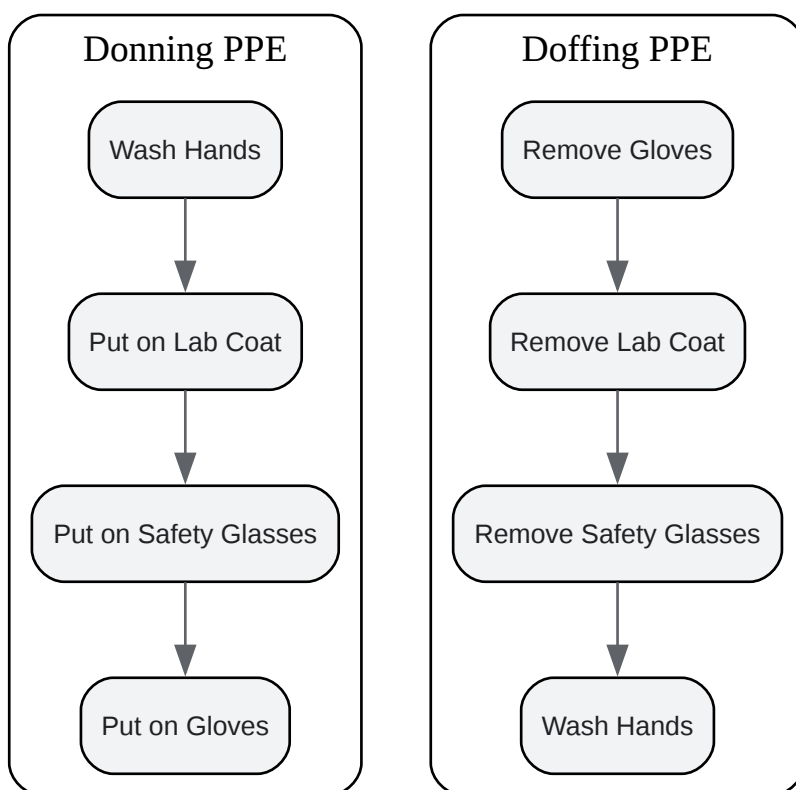 Donning PPE
Wash Hands
Put on Lab Coat
Put on Safety Glasses
Put on Gloves
Doffing PPE
Remove Gloves
Remove Lab Coat
Remove Safety Glasses
Wash Hands